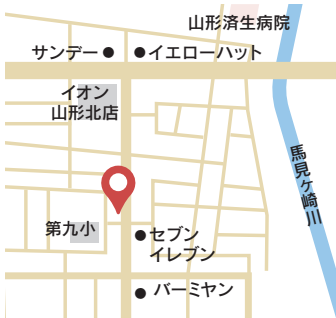 山形済生病院
サンデー
イエローハット
イオン
山形北店
馬見ヶ崎川
第九小
セブン
イレブン
バーミヤン